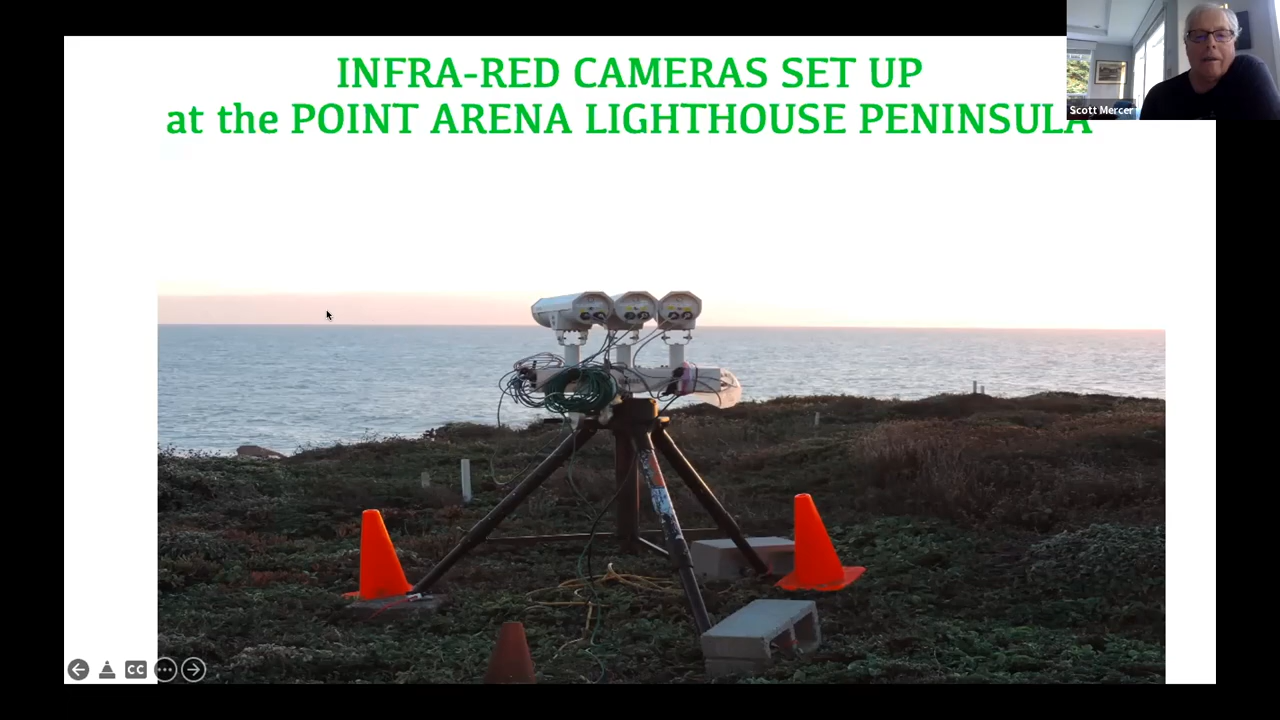 INFRA-RED CAMERAS SET UP
at the POINT ARENA LIGHTHOUSE PENINSULA
Scott Mercer
CC